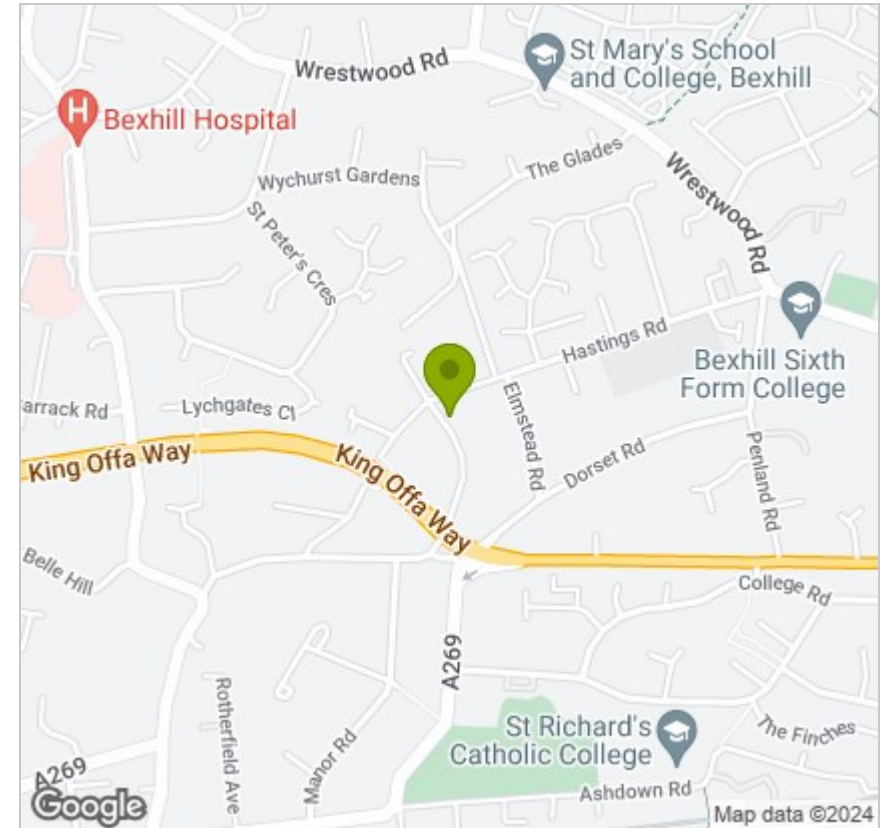 Wrestwood Rd
St Mary's School
and College, Bexhill
H
Bexhill Hospital
The Glades
Wychurst Gardens
Wrestwood Rd
St Peter's Cres
Hastings Rd
Bexhill Sixth
Form College
Elmstead Rd
Lychgates Cl
arrack Rd
King Offa Way
King Offa Way
Dorset Rd
Penland Rd
Belle Hill
College Rd
A269
Rotherfield Ave
Manor Rd
St Richard's
Catholic College
The Finches
A269
Ashdown Rd
Google
Map data ©2024